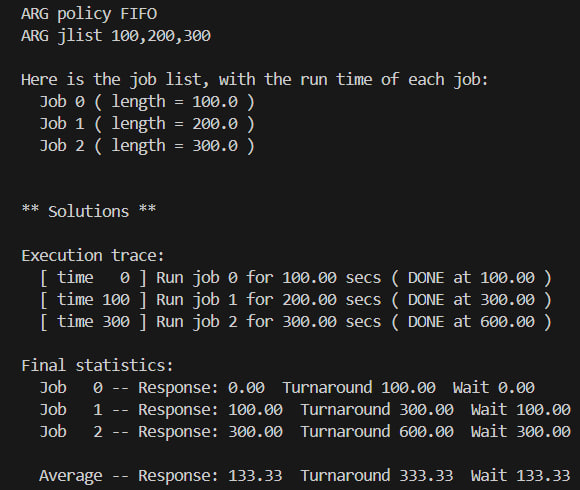 ARG policy FIFO
ARG jlist 100,200,300
Here is the job list, with the run time of each job:
Job 0 ( length = 100.0 )
Job 1 ( length = 200.0 )
Job 2 ( length = 300.0 )
** Solutions **
Execution trace:
[ time   0 ] Run job 0 for 100.00 secs ( DONE at 100.00 )
[ time 100 ] Run job 1 for 200.00 secs ( DONE at 300.00 )
[ time 300 ] Run job 2 for 300.00 secs ( DONE at 600.00 )
Final statistics:
Job   0 -- Response: 0.00  Turnaround 100.00  Wait 0.00
Job   1 -- Response: 100.00  Turnaround 300.00  Wait 100.00
Job   2 -- Response: 300.00  Turnaround 600.00  Wait 300.00
Average -- Response: 133.33  Turnaround 333.33  Wait 133.33